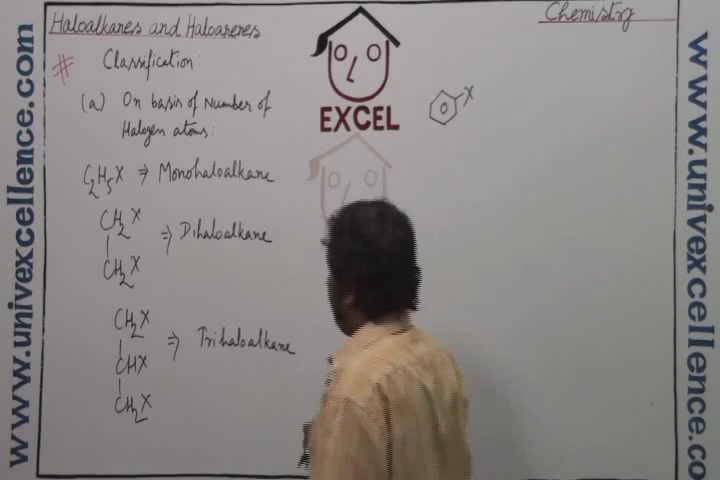 Haloalkanes and Haloarenes
Chemistry
# Classification:
(a) On basis of Number of
Halogen atoms:
C2H5X ⇒ Monohaloalkane
CH2X
⇒ Dihaloalkane
CH2X
CH2X
CHX ⇒ Trihaloalkane
CH2X
EXCEL
X
www.univexcellence.com
www.univexcellence.co